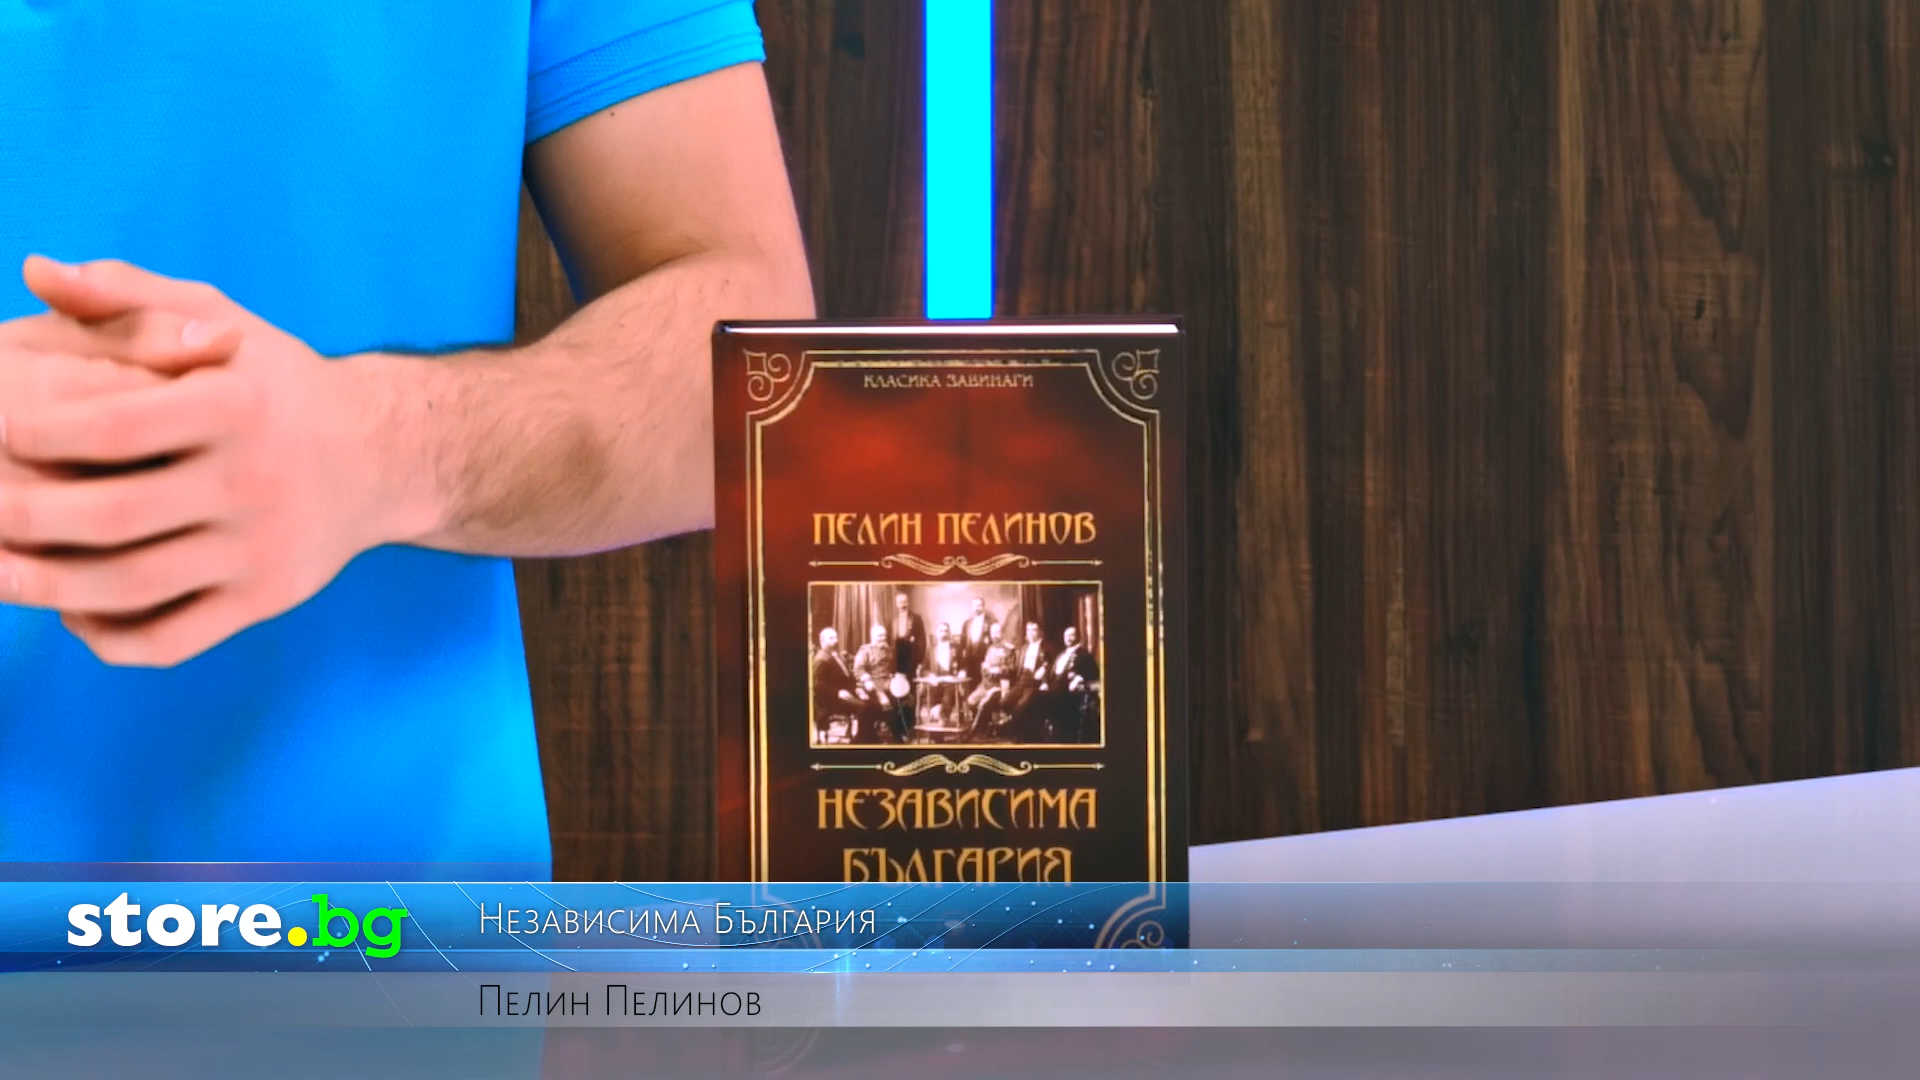 КЛАСИКА ЗАВИНАГИ
ПЕЛИН ПЕЛИНОВ
НЕЗАВИСИМА
БЪЛГАРИЯ
store.bg
Независима България
Пелин Пелинов